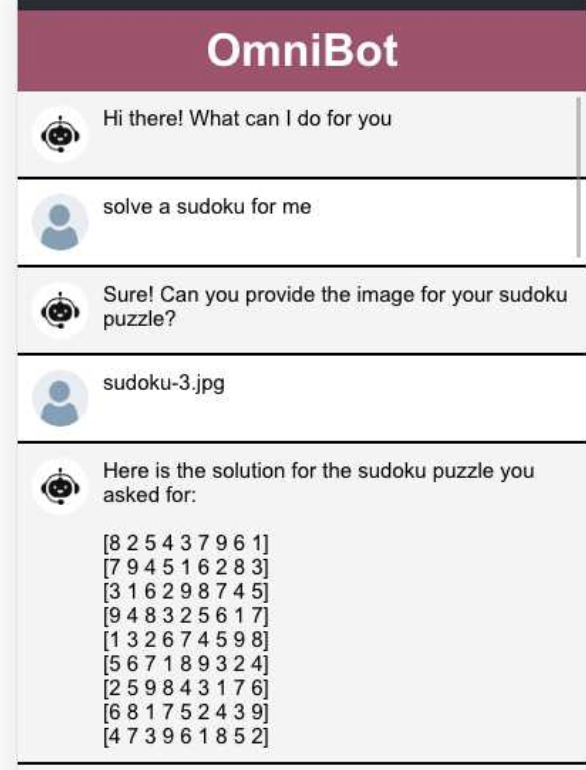 OmniBot
Hi there! What can I do for you
solve a sudoku for me
Sure! Can you provide the image for your sudoku
puzzle?
sudoku-3.jpg
Here is the solution for the sudoku puzzle you
asked for:
[8 2 5 4 3 7 9 6 1]
[7 9 4 5 1 6 2 8 3]
[3 1 6 2 9 8 7 4 5]
[9 4 8 3 2 5 6 1 7]
[1 3 2 6 7 4 5 9 8]
[5 6 7 1 8 9 3 2 4]
[2 5 9 8 4 3 1 7 6]
[6 8 1 7 5 2 4 3 9]
[4 7 3 9 6 1 8 5 2]